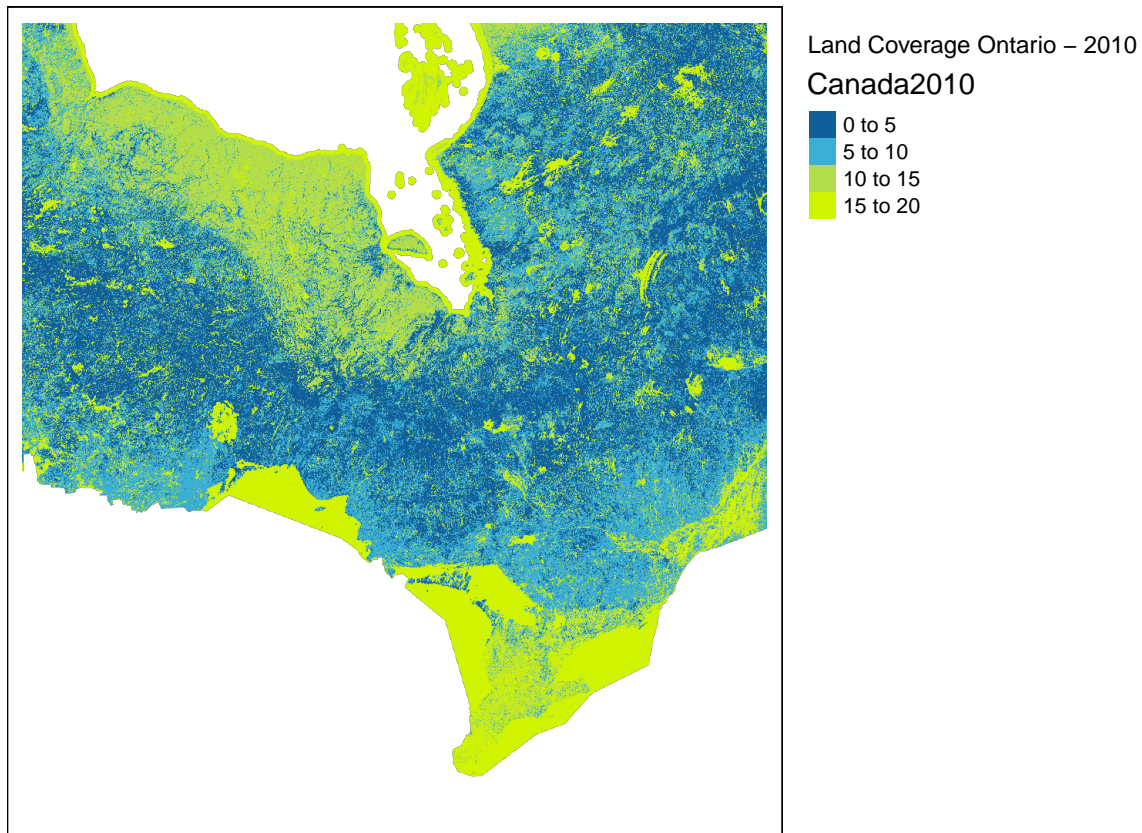 Land Coverage Ontario – 2010
Canada2010
0 to 5
5 to 10
10 to 15
15 to 20